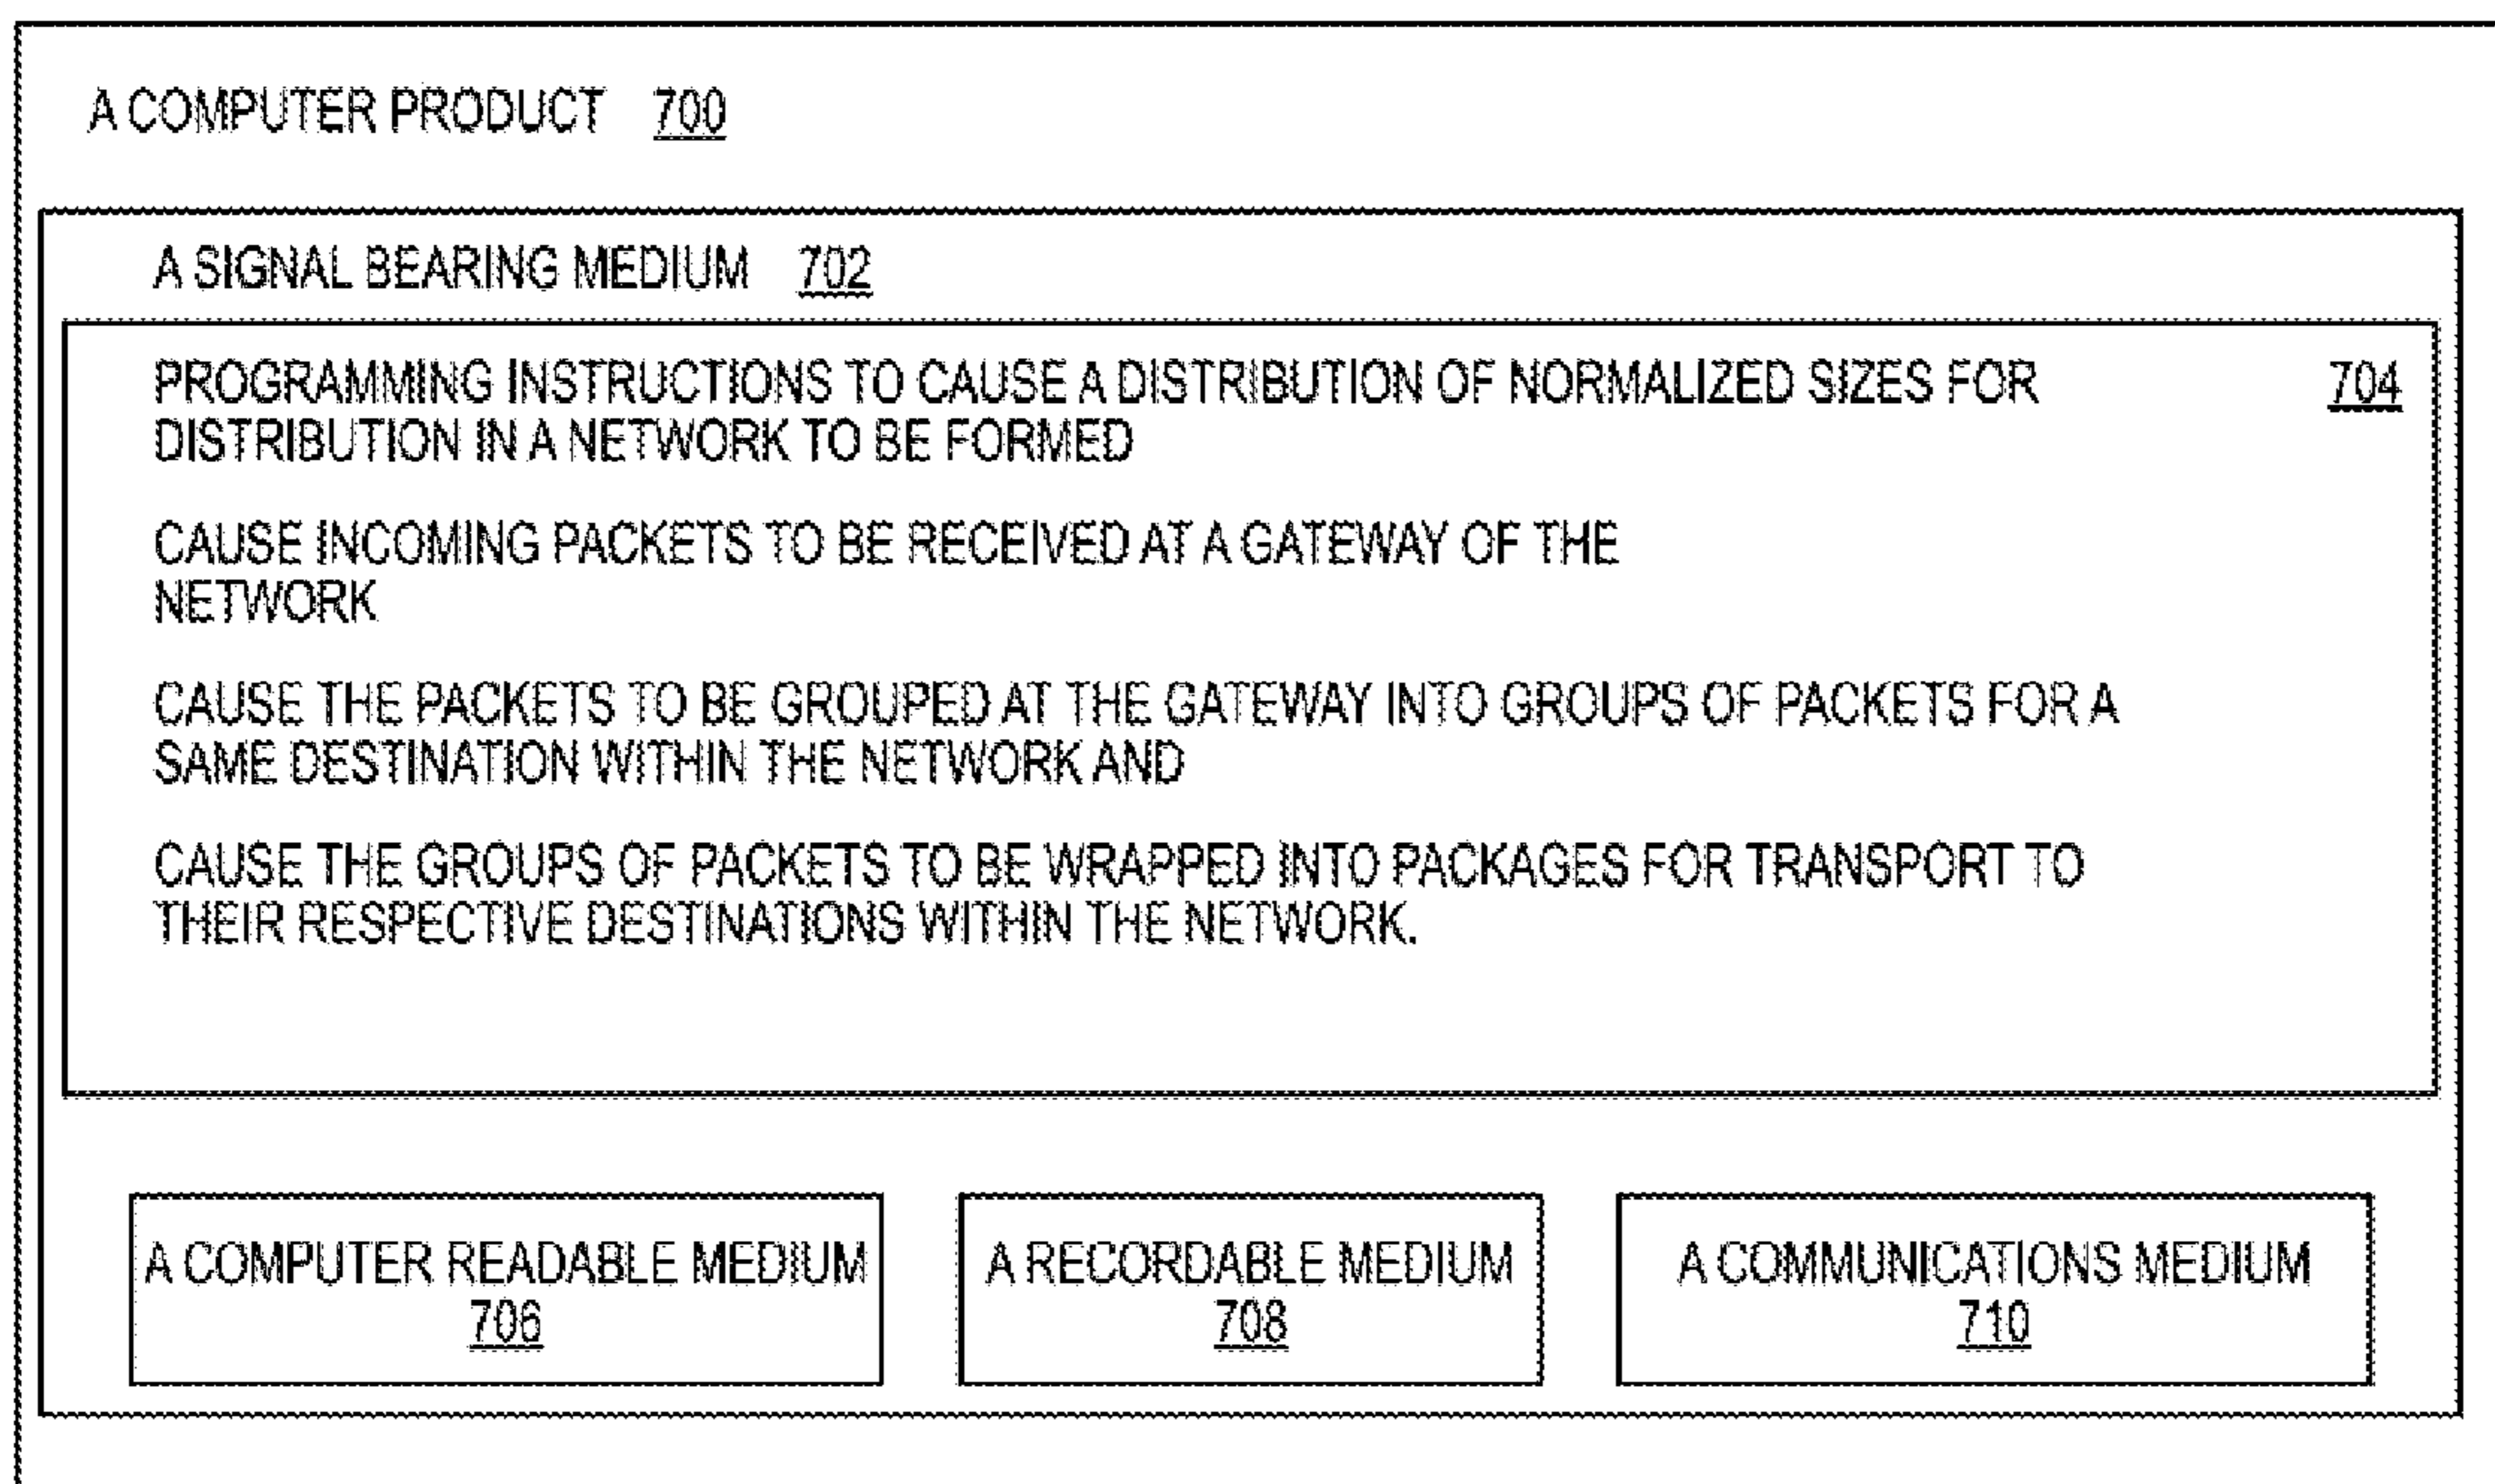 A COMPUTER PRODUCT 700
A SIGNAL BEARING MEDIUM 702
PROGRAMMING INSTRUCTIONS TO CAUSE A DISTRIBUTION OF NORMALIZED SIZES FOR 704
DISTRIBUTION IN A NETWORK TO BE FORMED
CAUSE INCOMING PACKETS TO BE RECEIVED AT A GATEWAY OF THE
NETWORK
CAUSE THE PACKETS TO BE GROUPED AT THE GATEWAY INTO GROUPS OF PACKETS FOR A
SAME DESTINATION WITHIN THE NETWORK AND
CAUSE THE GROUPS OF PACKETS TO BE WRAPPED INTO PACKAGES FOR TRANSPORT TO
THEIR RESPECTIVE DESTINATIONS WITHIN THE NETWORK.
A COMPUTER READABLE MEDIUM
706
A RECORDABLE MEDIUM
708
A COMMUNICATIONS MEDIUM
710